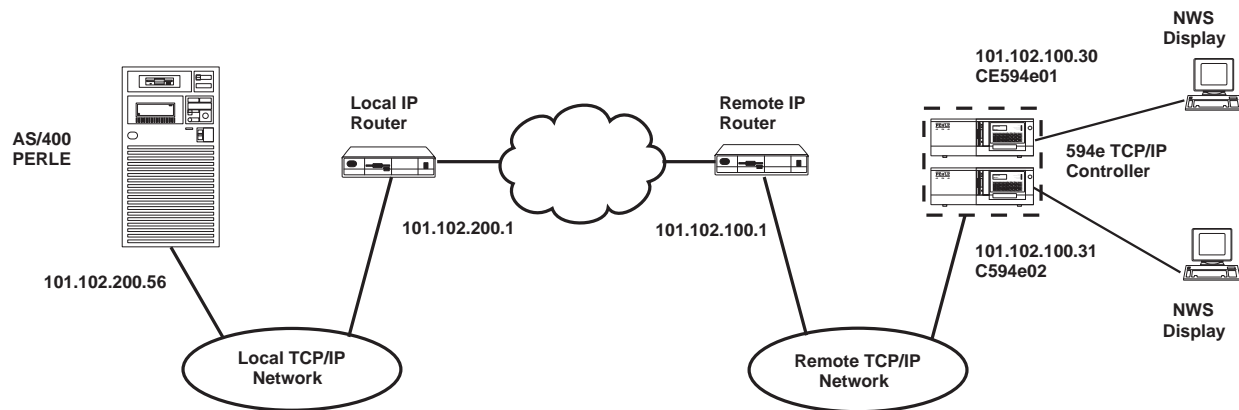 NWS
Display
101.102.100.30
CE594e01
Local IP
Router
Remote IP
Router
AS/400
PERLE
594e TCP/IP
Controller
101.102.200.1
101.102.100.1
101.102.100.31
C594e02
101.102.200.56
NWS
Display
Local TCP/IP
Network
Remote TCP/IP
Network